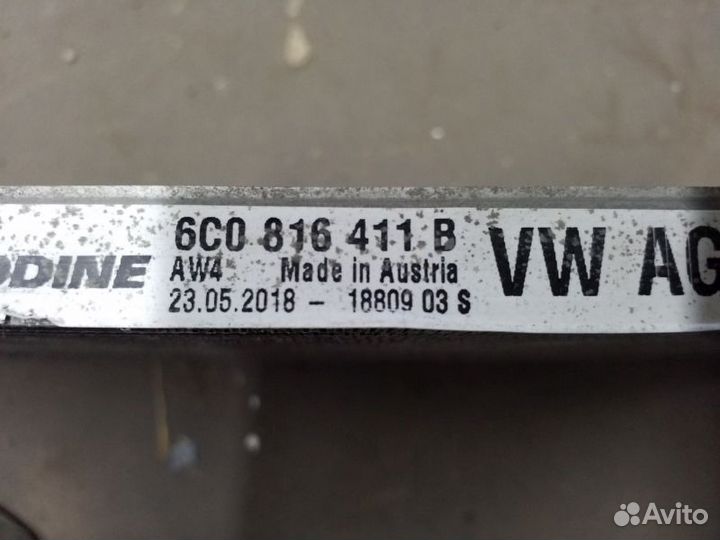 6C0 816 411 B
ODINE AW4 Made in Austria VW AG
23.05.2018 - 18809 03 S
Avito